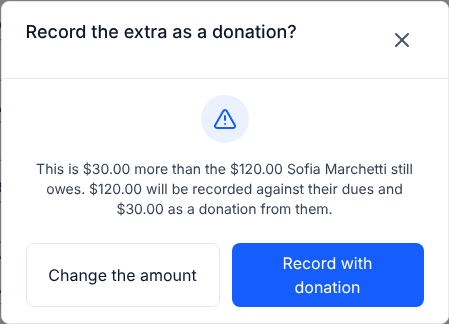 Record the extra as a donation?
This is $30.00 more than the $120.00 Sofia Marchetti still
owes. $120.00 will be recorded against their dues and
$30.00 as a donation from them.
Change the amount
Record with
donation